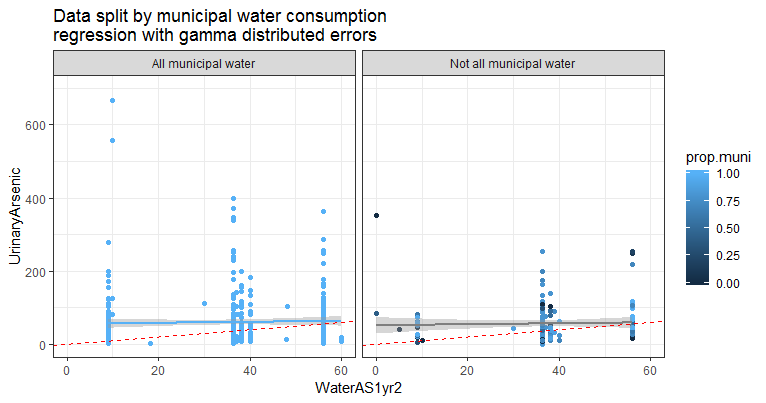 Data split by municipal water consumption
regression with gamma distributed errors
All municipal water
Not all municipal water
UrinaryArsenic
600
400
200
0
0
20
40
60
0
20
40
60
WaterAS1yr2
prop.muni
1.00
0.75
0.50
0.25
0.00